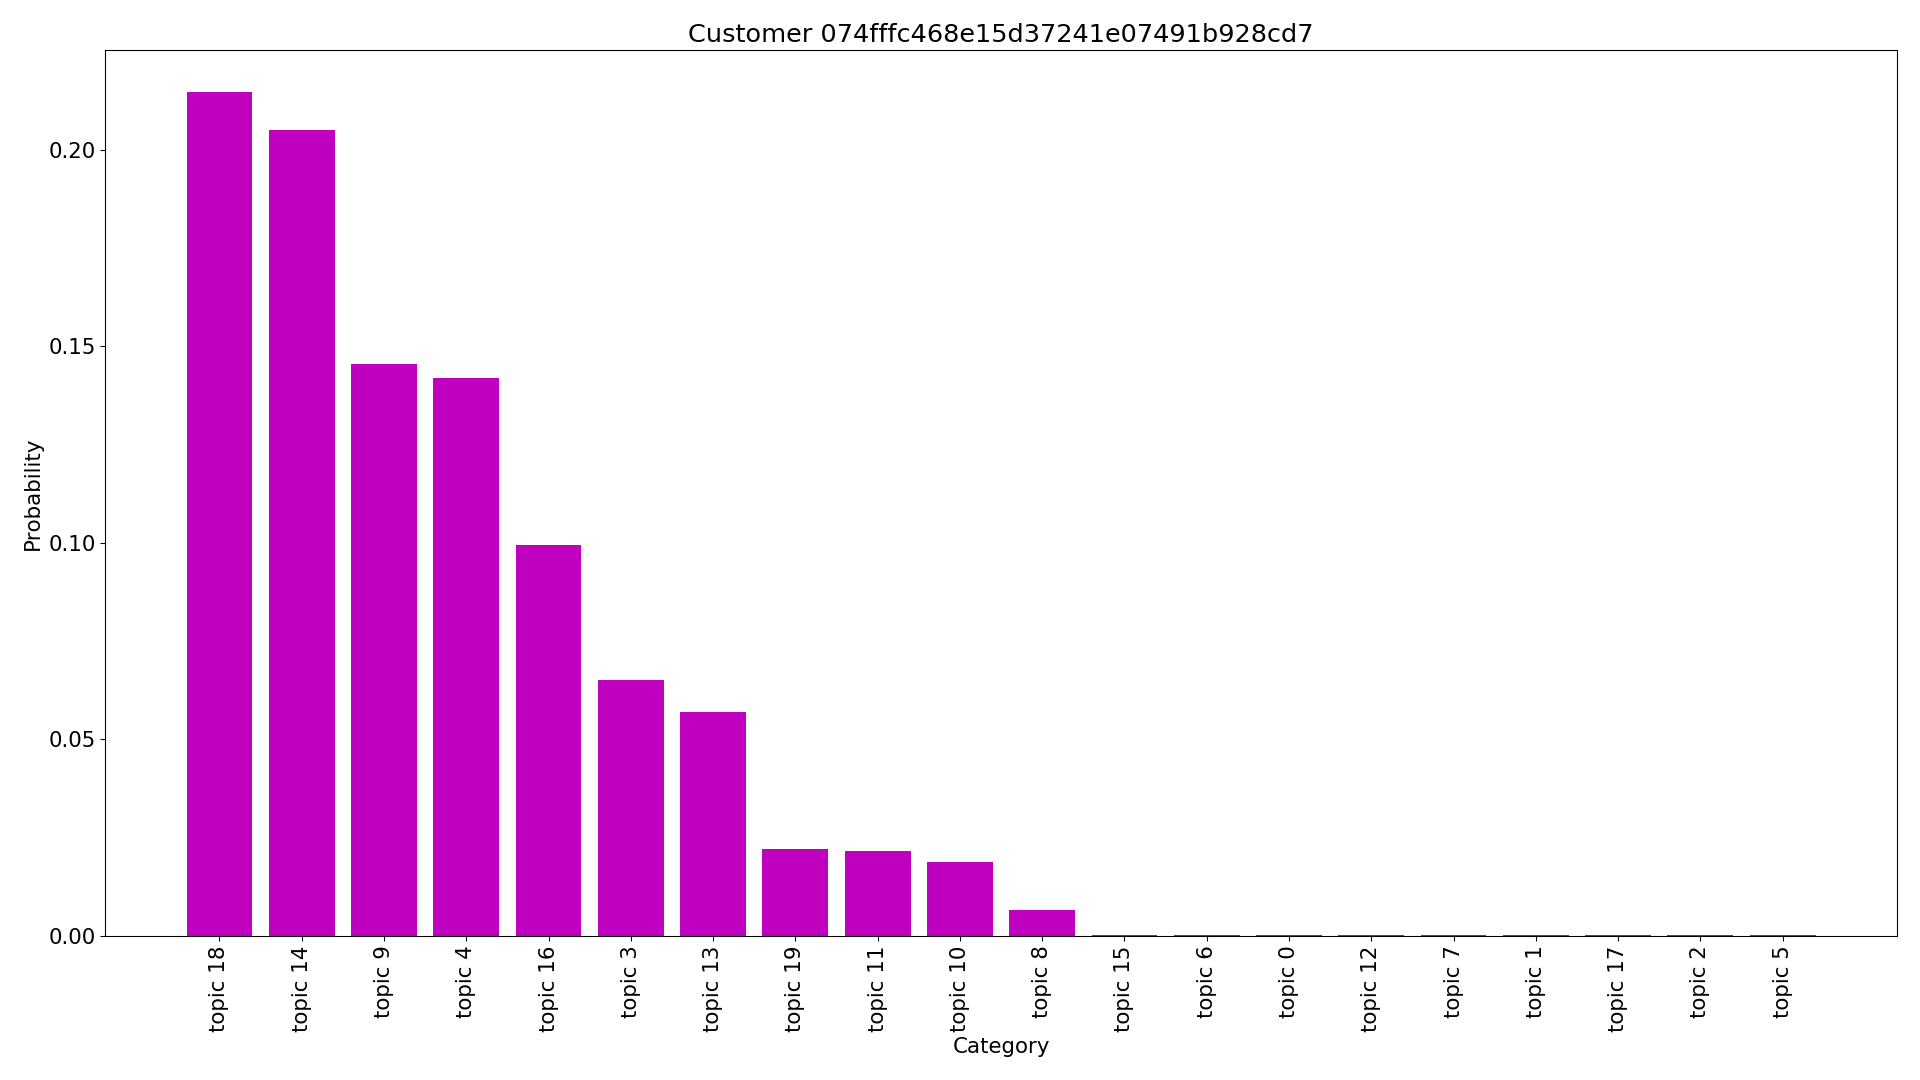 Customer 074fffc468e15d37241e07491b928cd7
Probability
0.20
0.15
0.10
0.05
0.00
topic 18
topic 14
topic 9
topic 4
topic 16
topic 3
topic 13
topic 19
topic 11
topic 10
topic 8
topic 15
topic 6
topic 0
topic 12
topic 7
topic 1
topic 17
topic 2
topic 5
Category